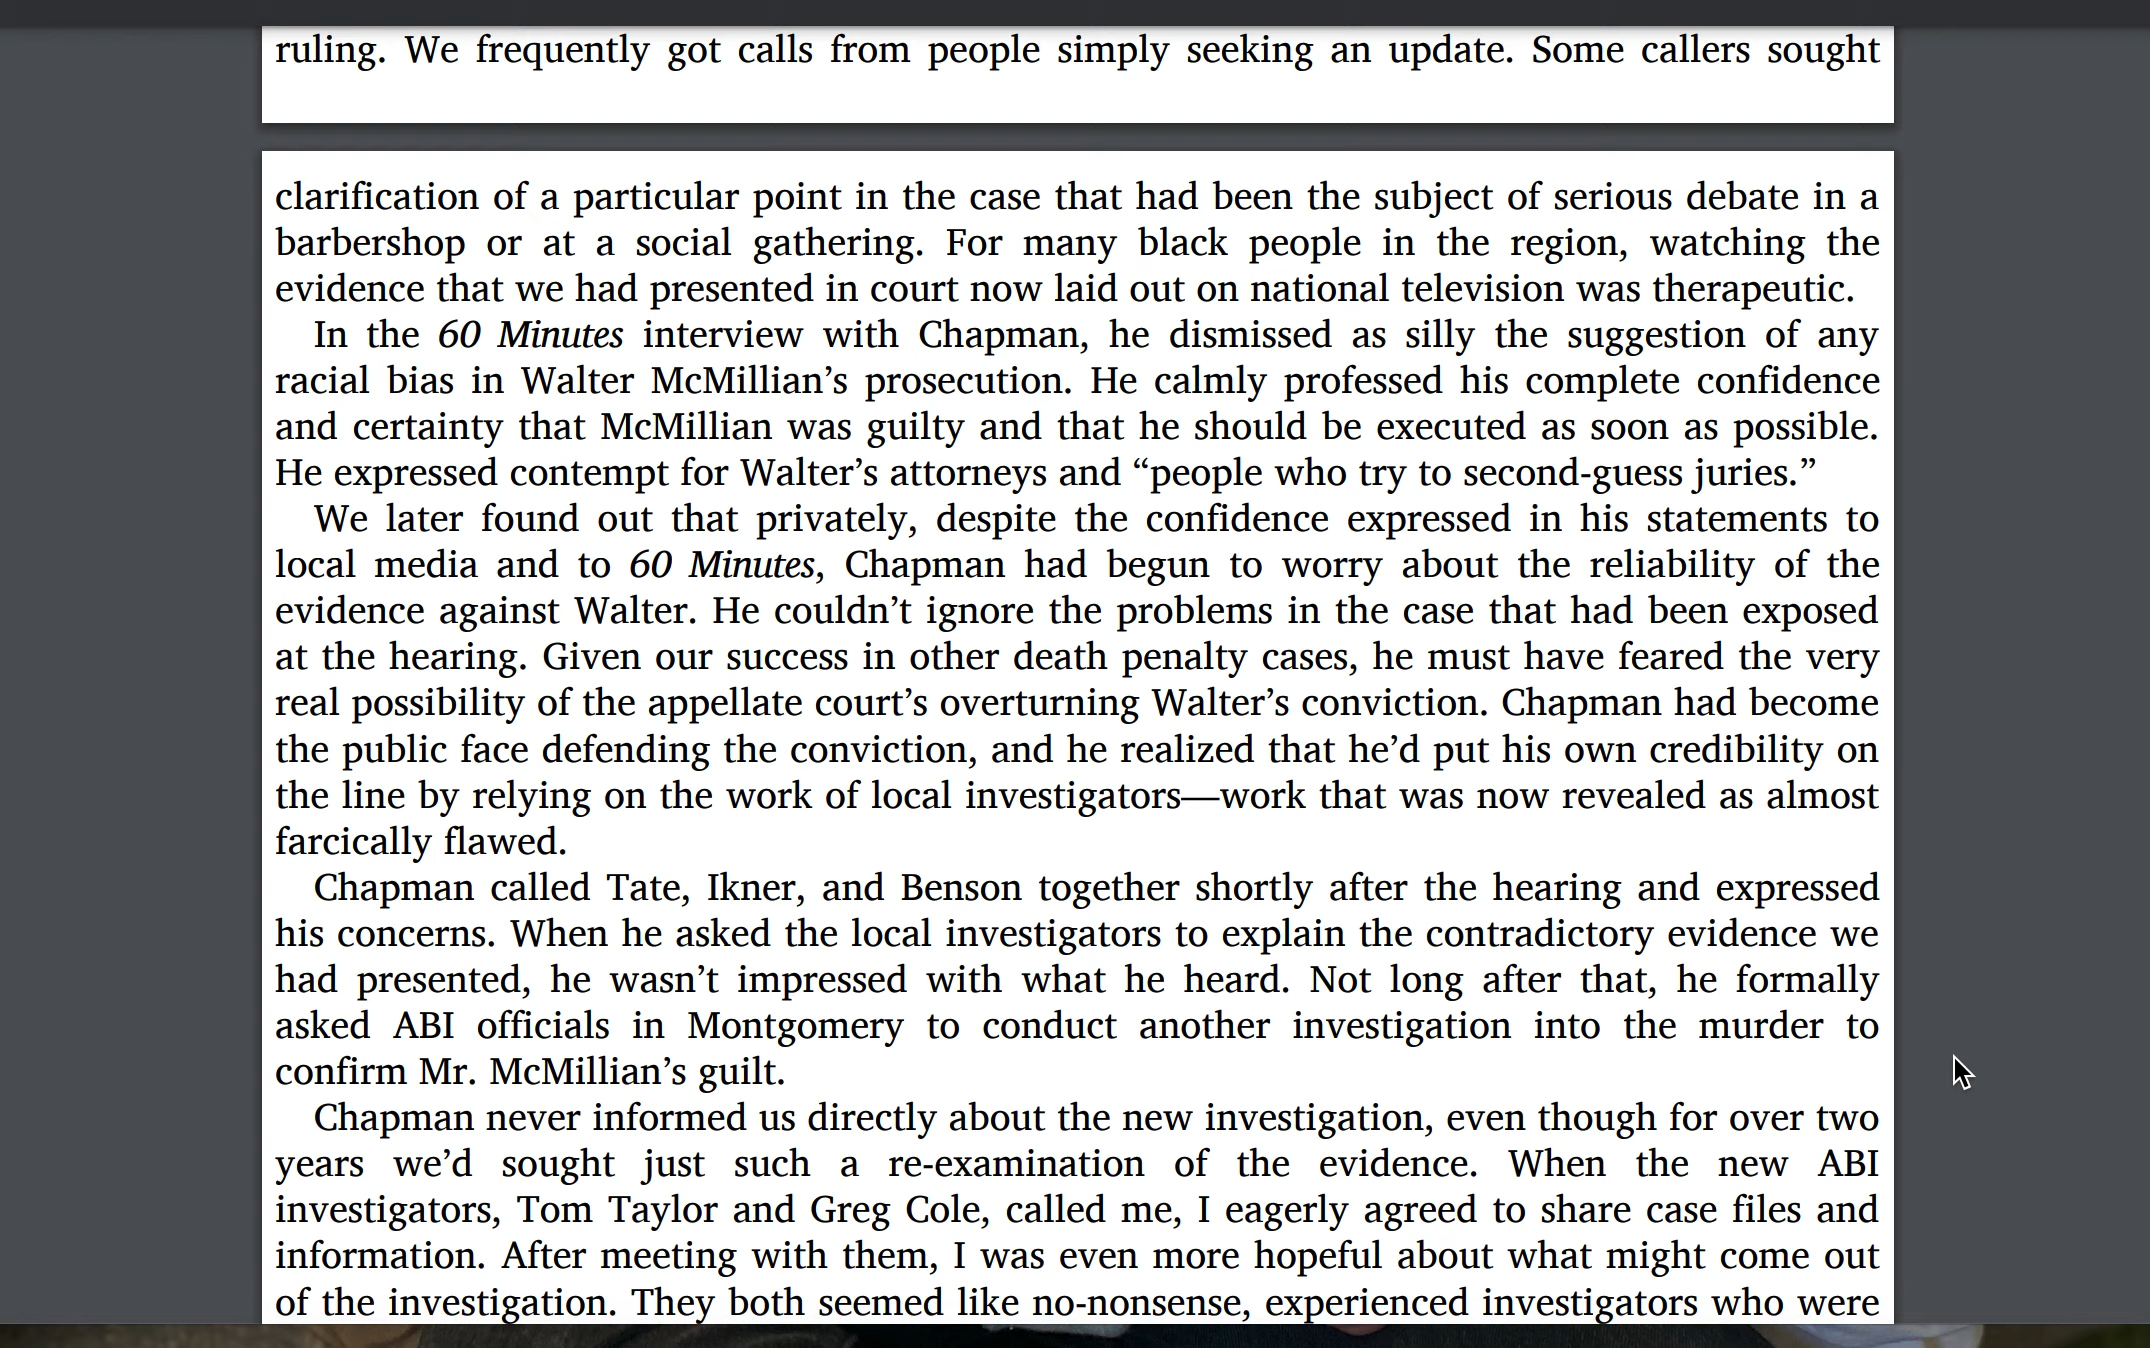 ruling. We frequently got calls from people simply seeking an update. Some callers sought
clarification of a particular point in the case that had been the subject of serious debate in a
barbershop or at a social gathering. For many black people in the region, watching the
evidence that we had presented in court now laid out on national television was therapeutic.
In the 60 Minutes interview with Chapman, he dismissed as silly the suggestion of any
racial bias in Walter McMillian’s prosecution. He calmly professed his complete confidence
and certainty that McMillian was guilty and that he should be executed as soon as possible.
He expressed contempt for Walter’s attorneys and “people who try to second-guess juries.”
We later found out that privately, despite the confidence expressed in his statements to
local media and to 60 Minutes, Chapman had begun to worry about the reliability of the
evidence against Walter. He couldn’t ignore the problems in the case that had been exposed
at the hearing. Given our success in other death penalty cases, he must have feared the very
real possibility of the appellate court’s overturning Walter’s conviction. Chapman had become
the public face defending the conviction, and he realized that he’d put his own credibility on
the line by relying on the work of local investigators—work that was now revealed as almost
farcically flawed.
Chapman called Tate, Ikner, and Benson together shortly after the hearing and expressed
his concerns. When he asked the local investigators to explain the contradictory evidence we
had presented, he wasn’t impressed with what he heard. Not long after that, he formally
asked ABI officials in Montgomery to conduct another investigation into the murder to
confirm Mr. McMillian’s guilt.
Chapman never informed us directly about the new investigation, even though for over two
years we’d sought just such a re-examination of the evidence. When the new ABI
investigators, Tom Taylor and Greg Cole, called me, I eagerly agreed to share case files and
information. After meeting with them, I was even more hopeful about what might come out
of the investigation. They both seemed like no-nonsense, experienced investigators who were